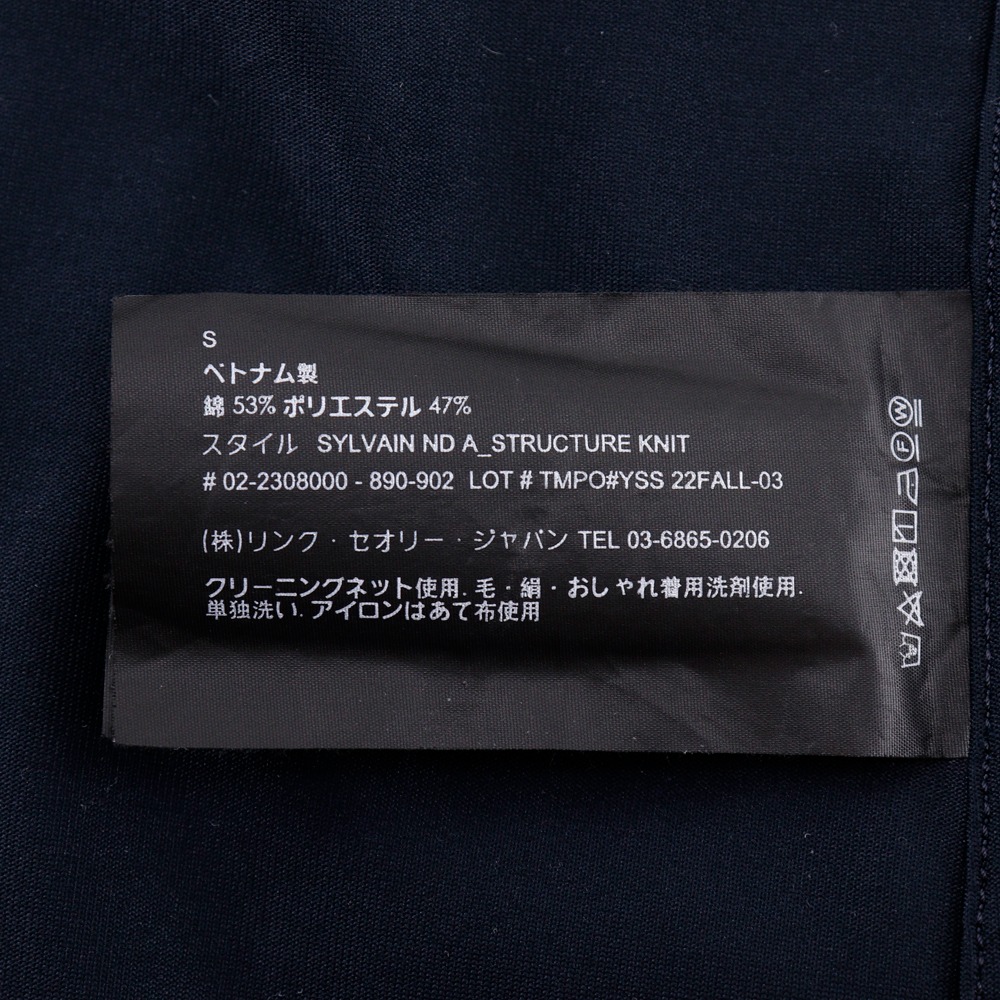 S
ベトナム製
綿 53% ポリエステル 47%
スタイル SYLVAIN ND A_STRUCTURE KNIT
# 02-2308000 - 890-902 LOT # TMPO#YSS 22FALL-03
(株)リンク・セオリー・ジャパン TEL 03-6865-0206
クリーニングネット使用. 毛・絹・おしゃれ着用洗剤使用.
単独洗い. アイロンはあて布使用
W
F